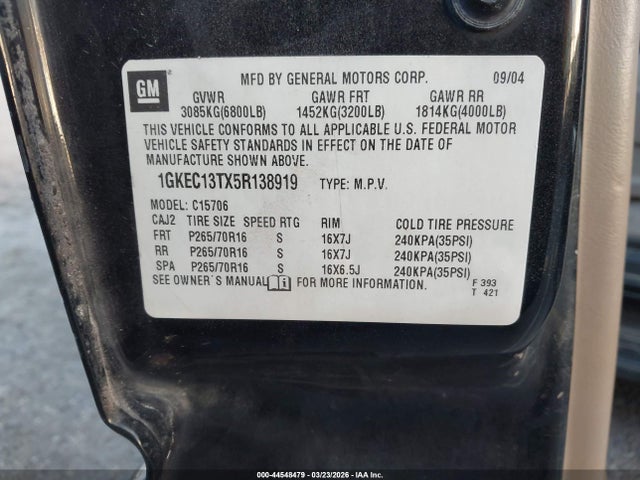 GM
MFD BY GENERAL MOTORS CORP. 09/04
GVWR GAWR FRT GAWR RR
3085KG(6800LB) 1452KG(3200LB) 1814KG(4000LB)
THIS VEHICLE CONFORMS TO ALL APPLICABLE U.S. FEDERAL MOTOR
VEHICLE SAFETY STANDARDS IN EFFECT ON THE DATE OF
MANUFACTURE SHOWN ABOVE.
1GKEC13TX5R138919 TYPE: M.P.V.
MODEL: C15706
CAJ2 TIRE SIZE SPEED RTG RIM COLD TIRE PRESSURE
FRT P265/70R16 S 16X7J 240KPA(35PSI)
RR P265/70R16 S 16X7J 240KPA(35PSI)
SPA P265/70R16 S 16X6.5J 240KPA(35PSI)
SEE OWNER'S MANUAL FOR MORE INFORMATION. F 393
T 421
000-44548479 - 03/23/2026 - IAA Inc.